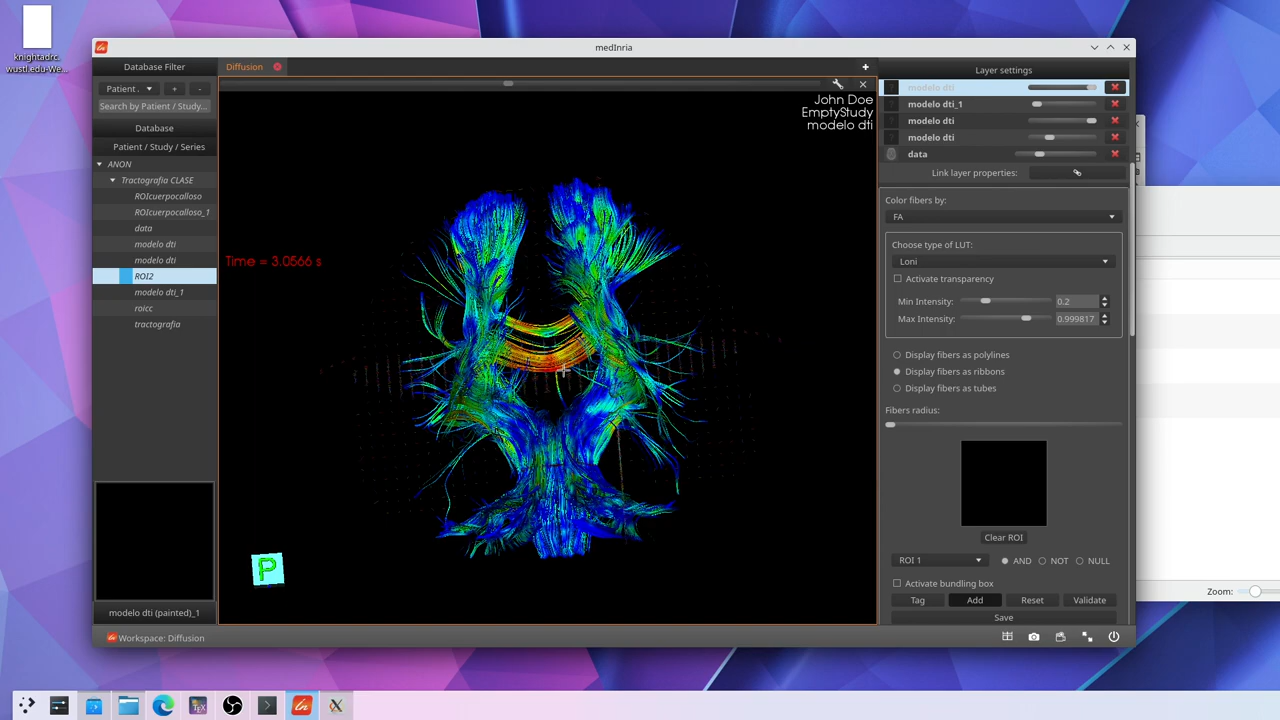 knightadrc.
wustl.edu-We...
medInria
Database Filter
Patient .
+
-
Search by Patient / Study...
Database
Patient / Study / Series
ANON
Tractografia CLASE
ROIcuerpocalloso
ROIcuerpocalloso_1
data
modelo dti
modelo dti
ROI2
modelo dti_1
roicc
tractografia
modelo dti (painted)_1
Diffusion
+
John Doe
EmptyStudy
modelo dti
Time = 3.0566 s
P
Layer settings
modelo dti
modelo dti_1
modelo dti
modelo dti
data
Link layer properties:
Color fibers by:
FA
Choose type of LUT:
Loni
Activate transparency
Min Intensity: 0.2
Max Intensity: 0.999817
Display fibers as polylines
Display fibers as ribbons
Display fibers as tubes
Fibers radius:
Clear ROI
ROI 1 AND NOT NULL
Activate bundling box
Tag Add Reset Validate
Save
Workspace: Diffusion
Zoom: